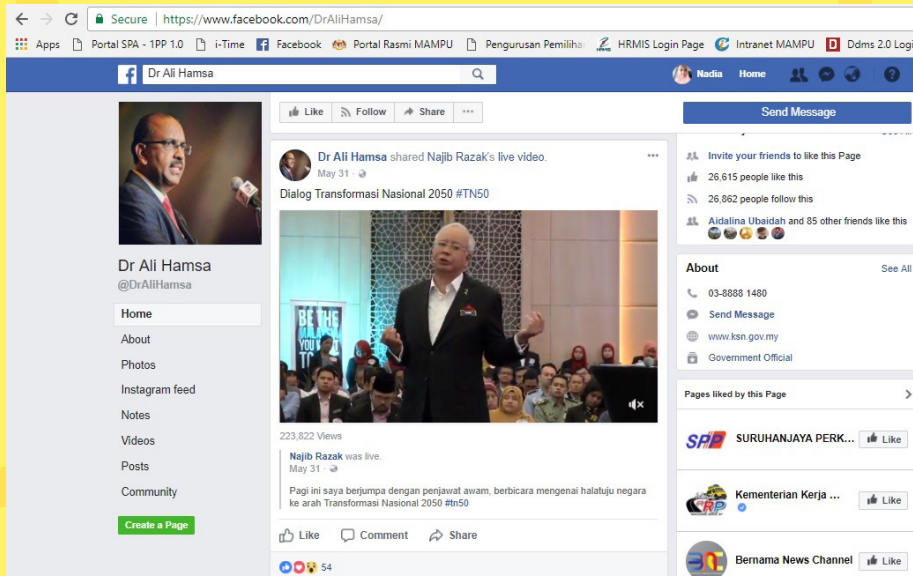 Secure | https://www.facebook.com/DrAliHamsa/
Apps Portal SPA - 1PP 1.0 i-Time Facebook Portal Rasmi MAMPU Pengurusan Pemiliha HRMIS Login Page Intranet MAMPU Ddms 2.0 Logi
Dr Ali Hamsa
Nadia Home
Like Follow Share
Send Message
Dr Ali Hamsa shared Najib Razak's live video.
May 31
Dialog Transformasi Nasional 2050 #TN50
BE THE
YOU
TO
223,822 Views
Najib Razak was live.
May 31
Pagi ini saya berjumpa dengan penjawat awam, berbicara mengenai halatuju negara
ke arah Transformasi Nasional 2050 #tn50
Like Comment Share
54
Dr Ali Hamsa
@DrAliHamsa
Home
About
Photos
Instagram feed
Notes
Videos
Posts
Community
Create a Page
Invite your friends to like this Page
26,615 people like this
26,862 people follow this
Aidalina Ubaidah and 85 other friends like this
About See All
03-8888 1480
Send Message
www.ksn.gov.my
Government Official
Pages liked by this Page
SPP SURUHANJAYA PERK... Like
KRP Kementerian Kerja ... Like
Bernama News Channel Like